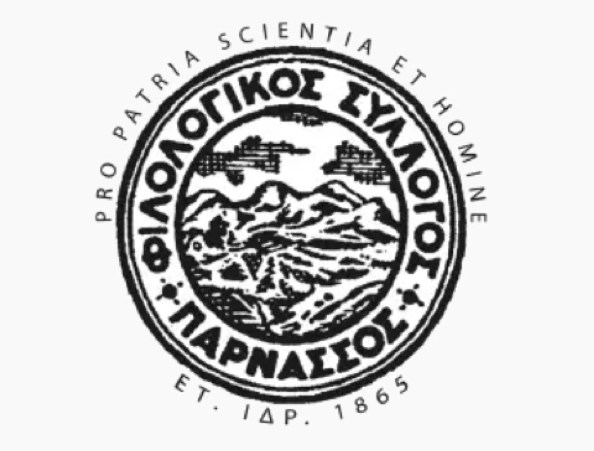 PRO PATRIA SCIENTIA ET HOMINE
ΦΙΛΟΛΟΓΙΚΟΣ ΣΥΛΛΟΓΟΣ
ΠΑΡΝΑΣΣΟΣ
ΕΤ. ΙΔΡ. 1865